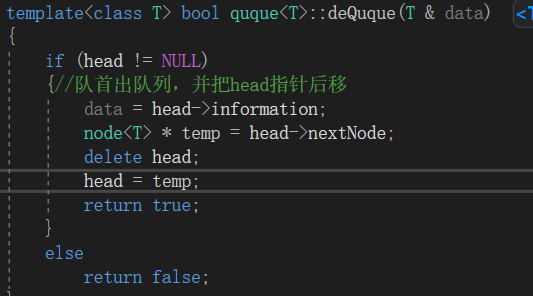 template<class T> bool quque<T>::deQuque(T & data)
<T
{
if (head != NULL)
{//队首出队列，并把head指针后移
data = head->information;
node<T> * temp = head->nextNode;
delete head;
head = temp;
return true;
}
else
return false;